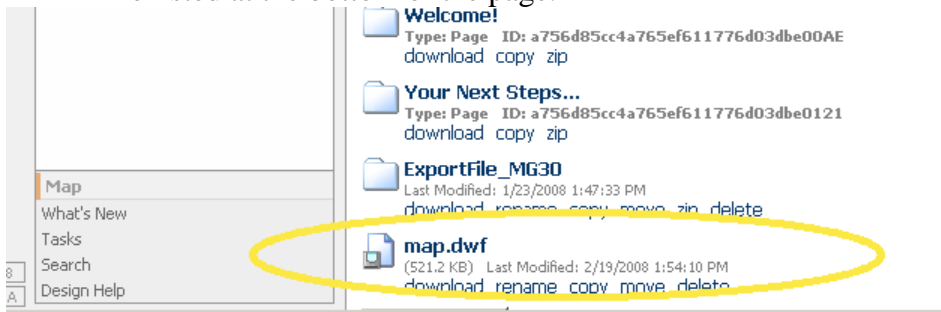 Welcome!
Type: Page ID: a756d85cc4a765ef611776d03dbe00AE
download copy zip
Your Next Steps...
Type: Page ID: a756d85cc4a765ef611776d03dbe0121
download copy zip
ExportFile_MG30
Last Modified: 1/23/2008 1:47:33 PM
download rename copy move zip delete
map.dwf
(521.2 KB) Last Modified: 2/19/2008 1:54:10 PM
download rename copy move delete
Map
What's New
Tasks
Search
Design Help
8
A